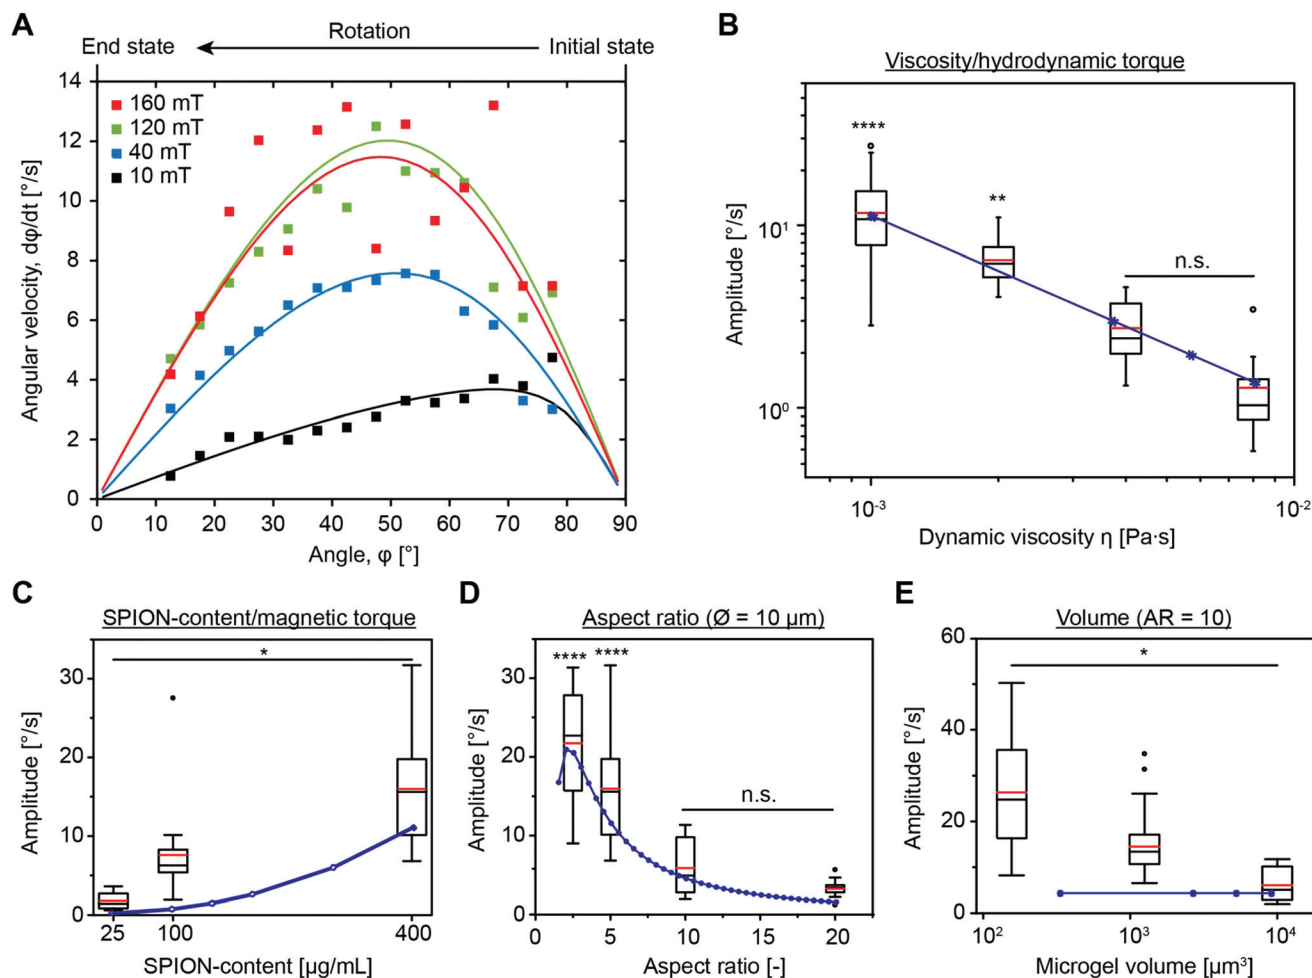 A
End state
Rotation
Initial state
14
12
10
8
6
4
2
0
Angular velocity, dφ/dt [°/s]
160 mT
120 mT
40 mT
10 mT
0 10 20 30 40 50 60 70 80 90
Angle, φ [°]
B
Viscosity/hydrodynamic torque
Amplitude [°/s]
10¹
10⁰
****
**
n.s.
10⁻³ 10⁻²
Dynamic viscosity η [Pa·s]
C
SPION-content/magnetic torque
Amplitude [°/s]
30
20
10
0
*
25 100 400
SPION-content [µg/mL]
D
Aspect ratio (Ø = 10 µm)
Amplitude [°/s]
30
20
10
0
**** ****
n.s.
0 5 10 15 20
Aspect ratio [-]
E
Volume (AR = 10)
Amplitude [°/s]
60
40
20
0
*
10² 10³ 10⁴
Microgel volume [µm³]